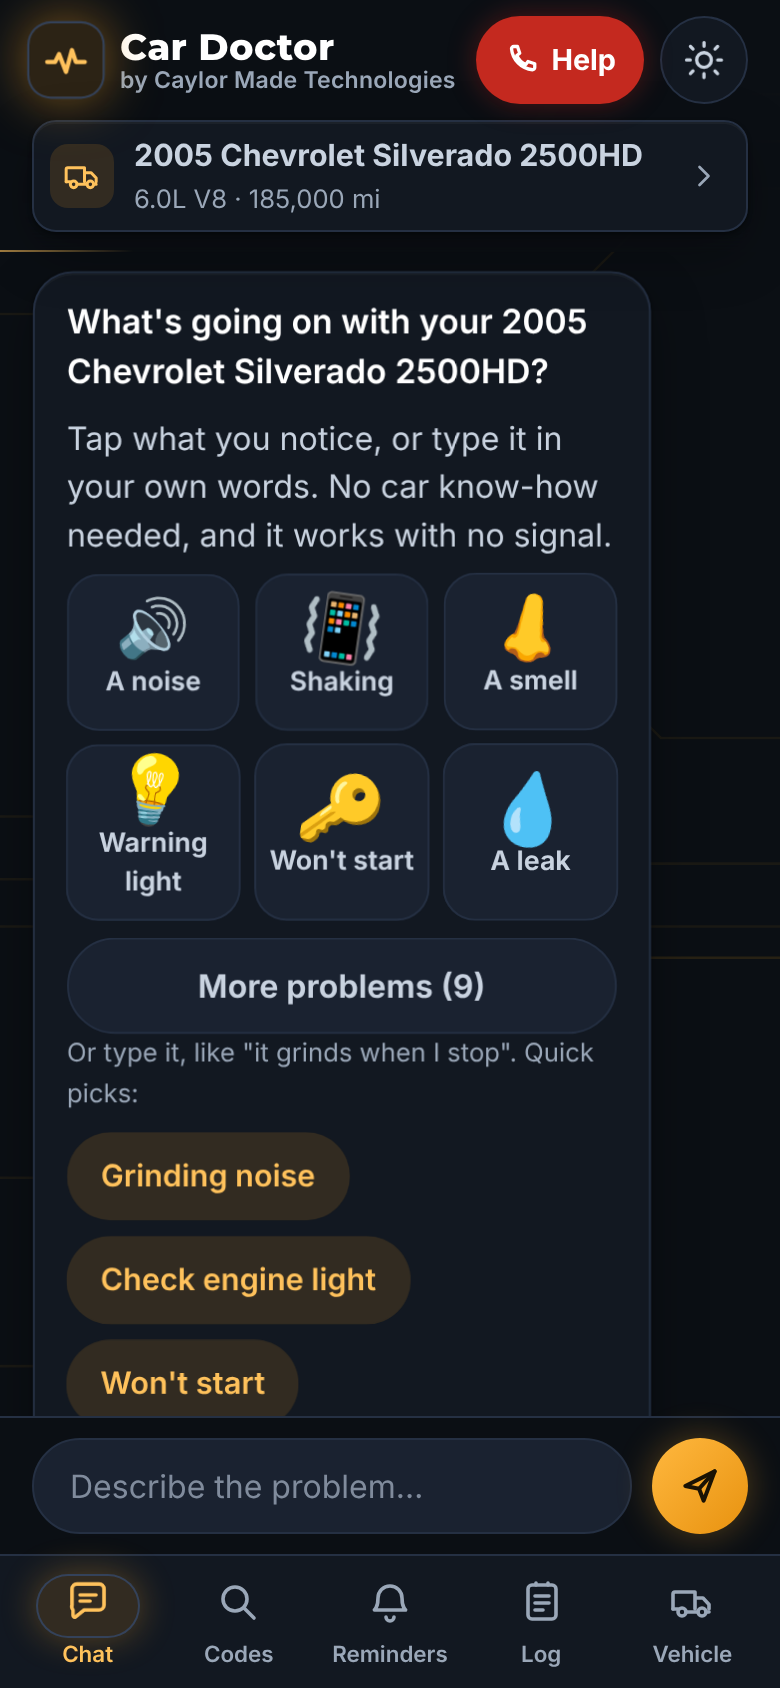 Car Doctor
by Caylor Made Technologies
Help
2005 Chevrolet Silverado 2500HD
6.0L V8 · 185,000 mi
What's going on with your 2005
Chevrolet Silverado 2500HD?
Tap what you notice, or type it in
your own words. No car know-how
needed, and it works with no signal.
A noise
Shaking
A smell
Warning
light
Won't start
A leak
More problems (9)
Or type it, like "it grinds when I stop". Quick
picks:
Grinding noise
Check engine light
Won't start
Describe the problem...
Chat
Codes
Reminders
Log
Vehicle